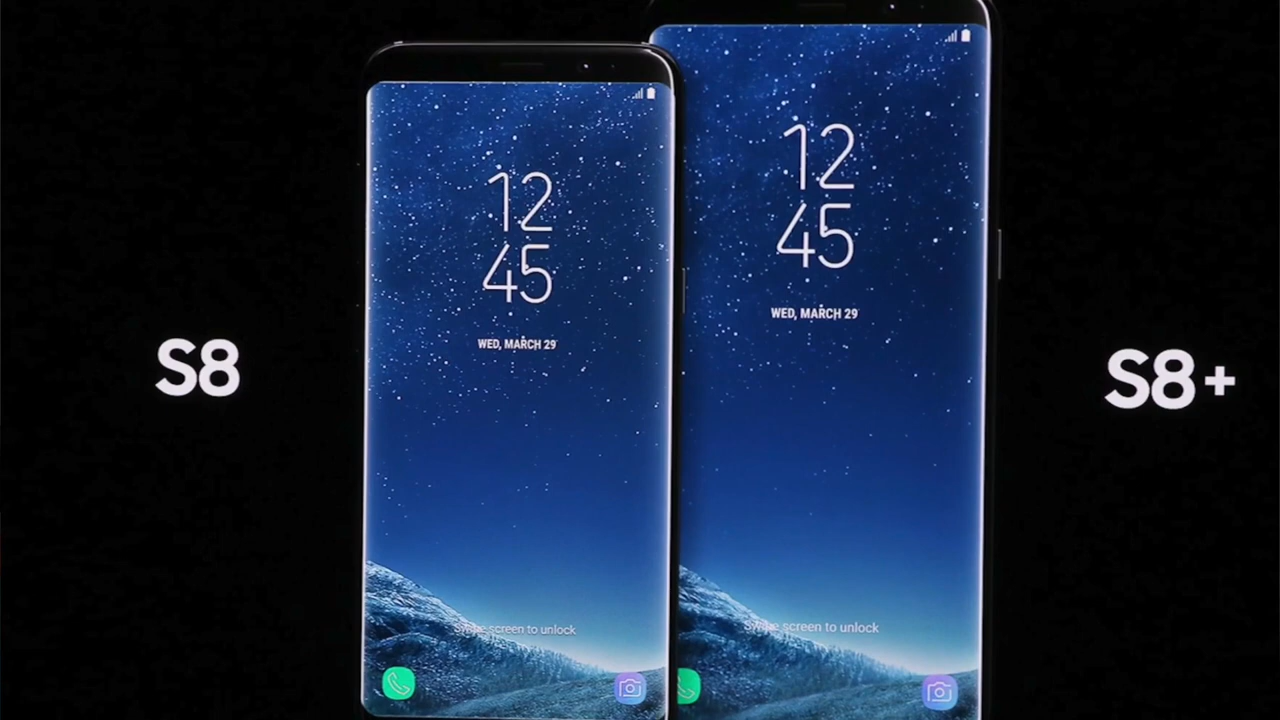 S8
12
45
WED, MARCH 29
Swipe screen to unlock
12
45
WED, MARCH 29
Swipe screen to unlock
S8+